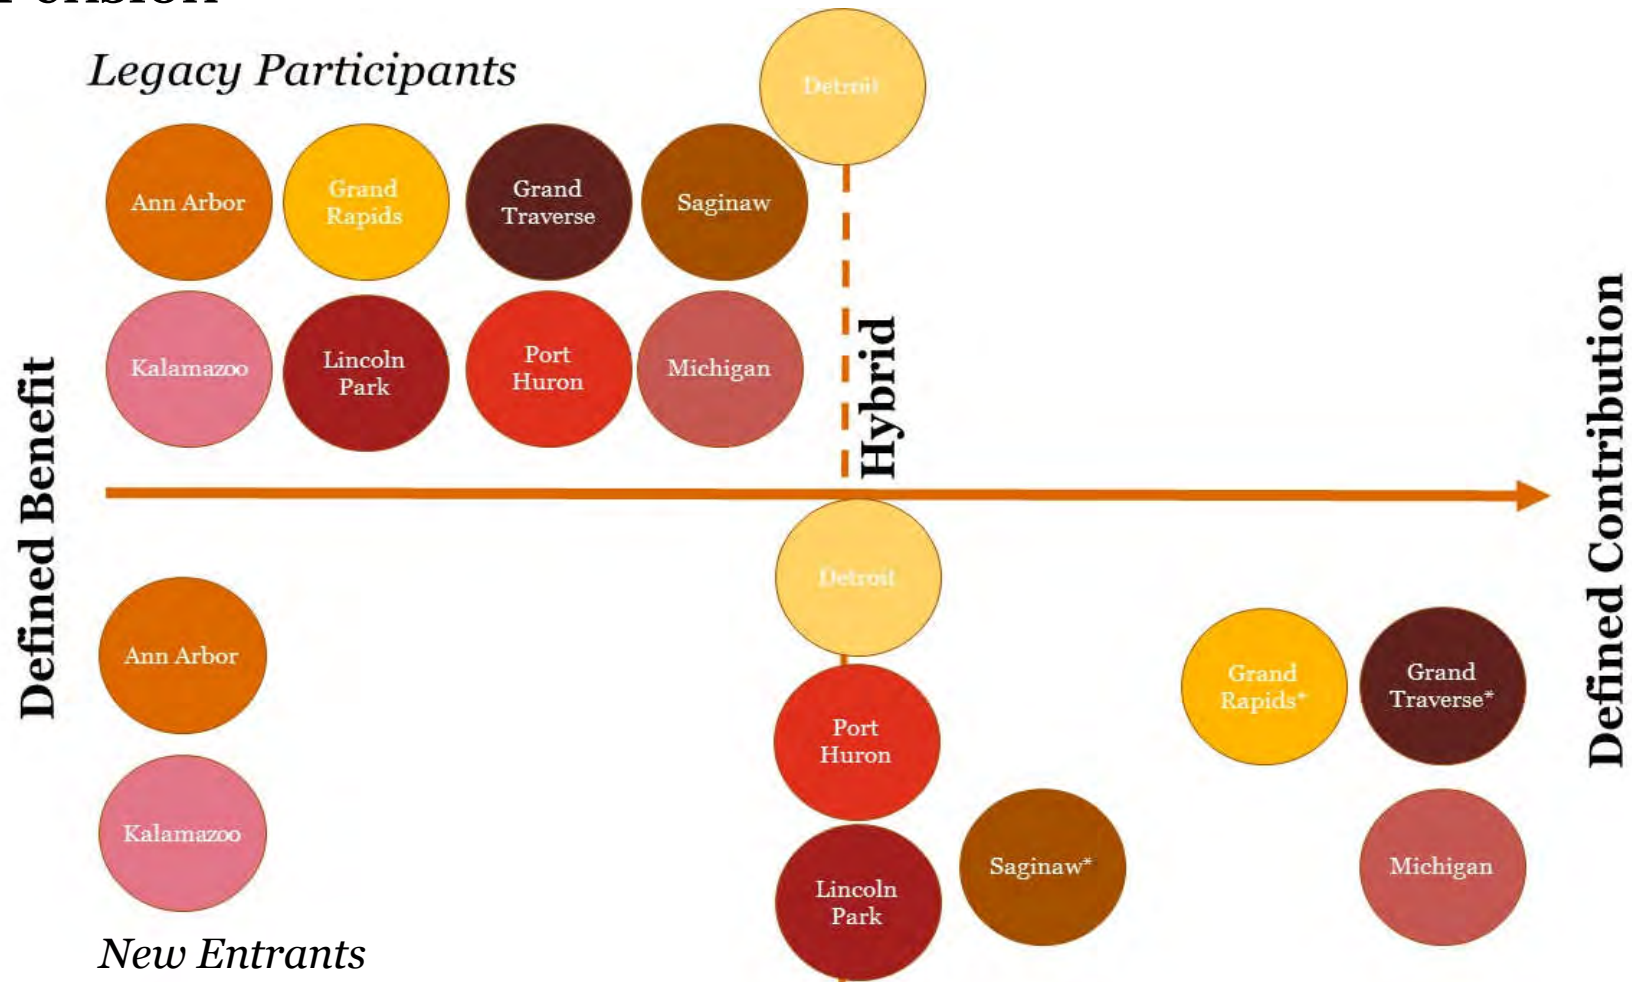 Legacy Participants
Detroit
Ann Arbor
Grand
Rapids
Grand
Traverse
Saginaw
Kalamazoo
Lincoln
Park
Port
Huron
Michigan
Hybrid
Defined Benefit
Defined Contribution
Detroit
Ann Arbor
Port
Huron
Grand
Rapids*
Grand
Traverse*
Kalamazoo
Lincoln
Park
Saginaw*
Michigan
New Entrants